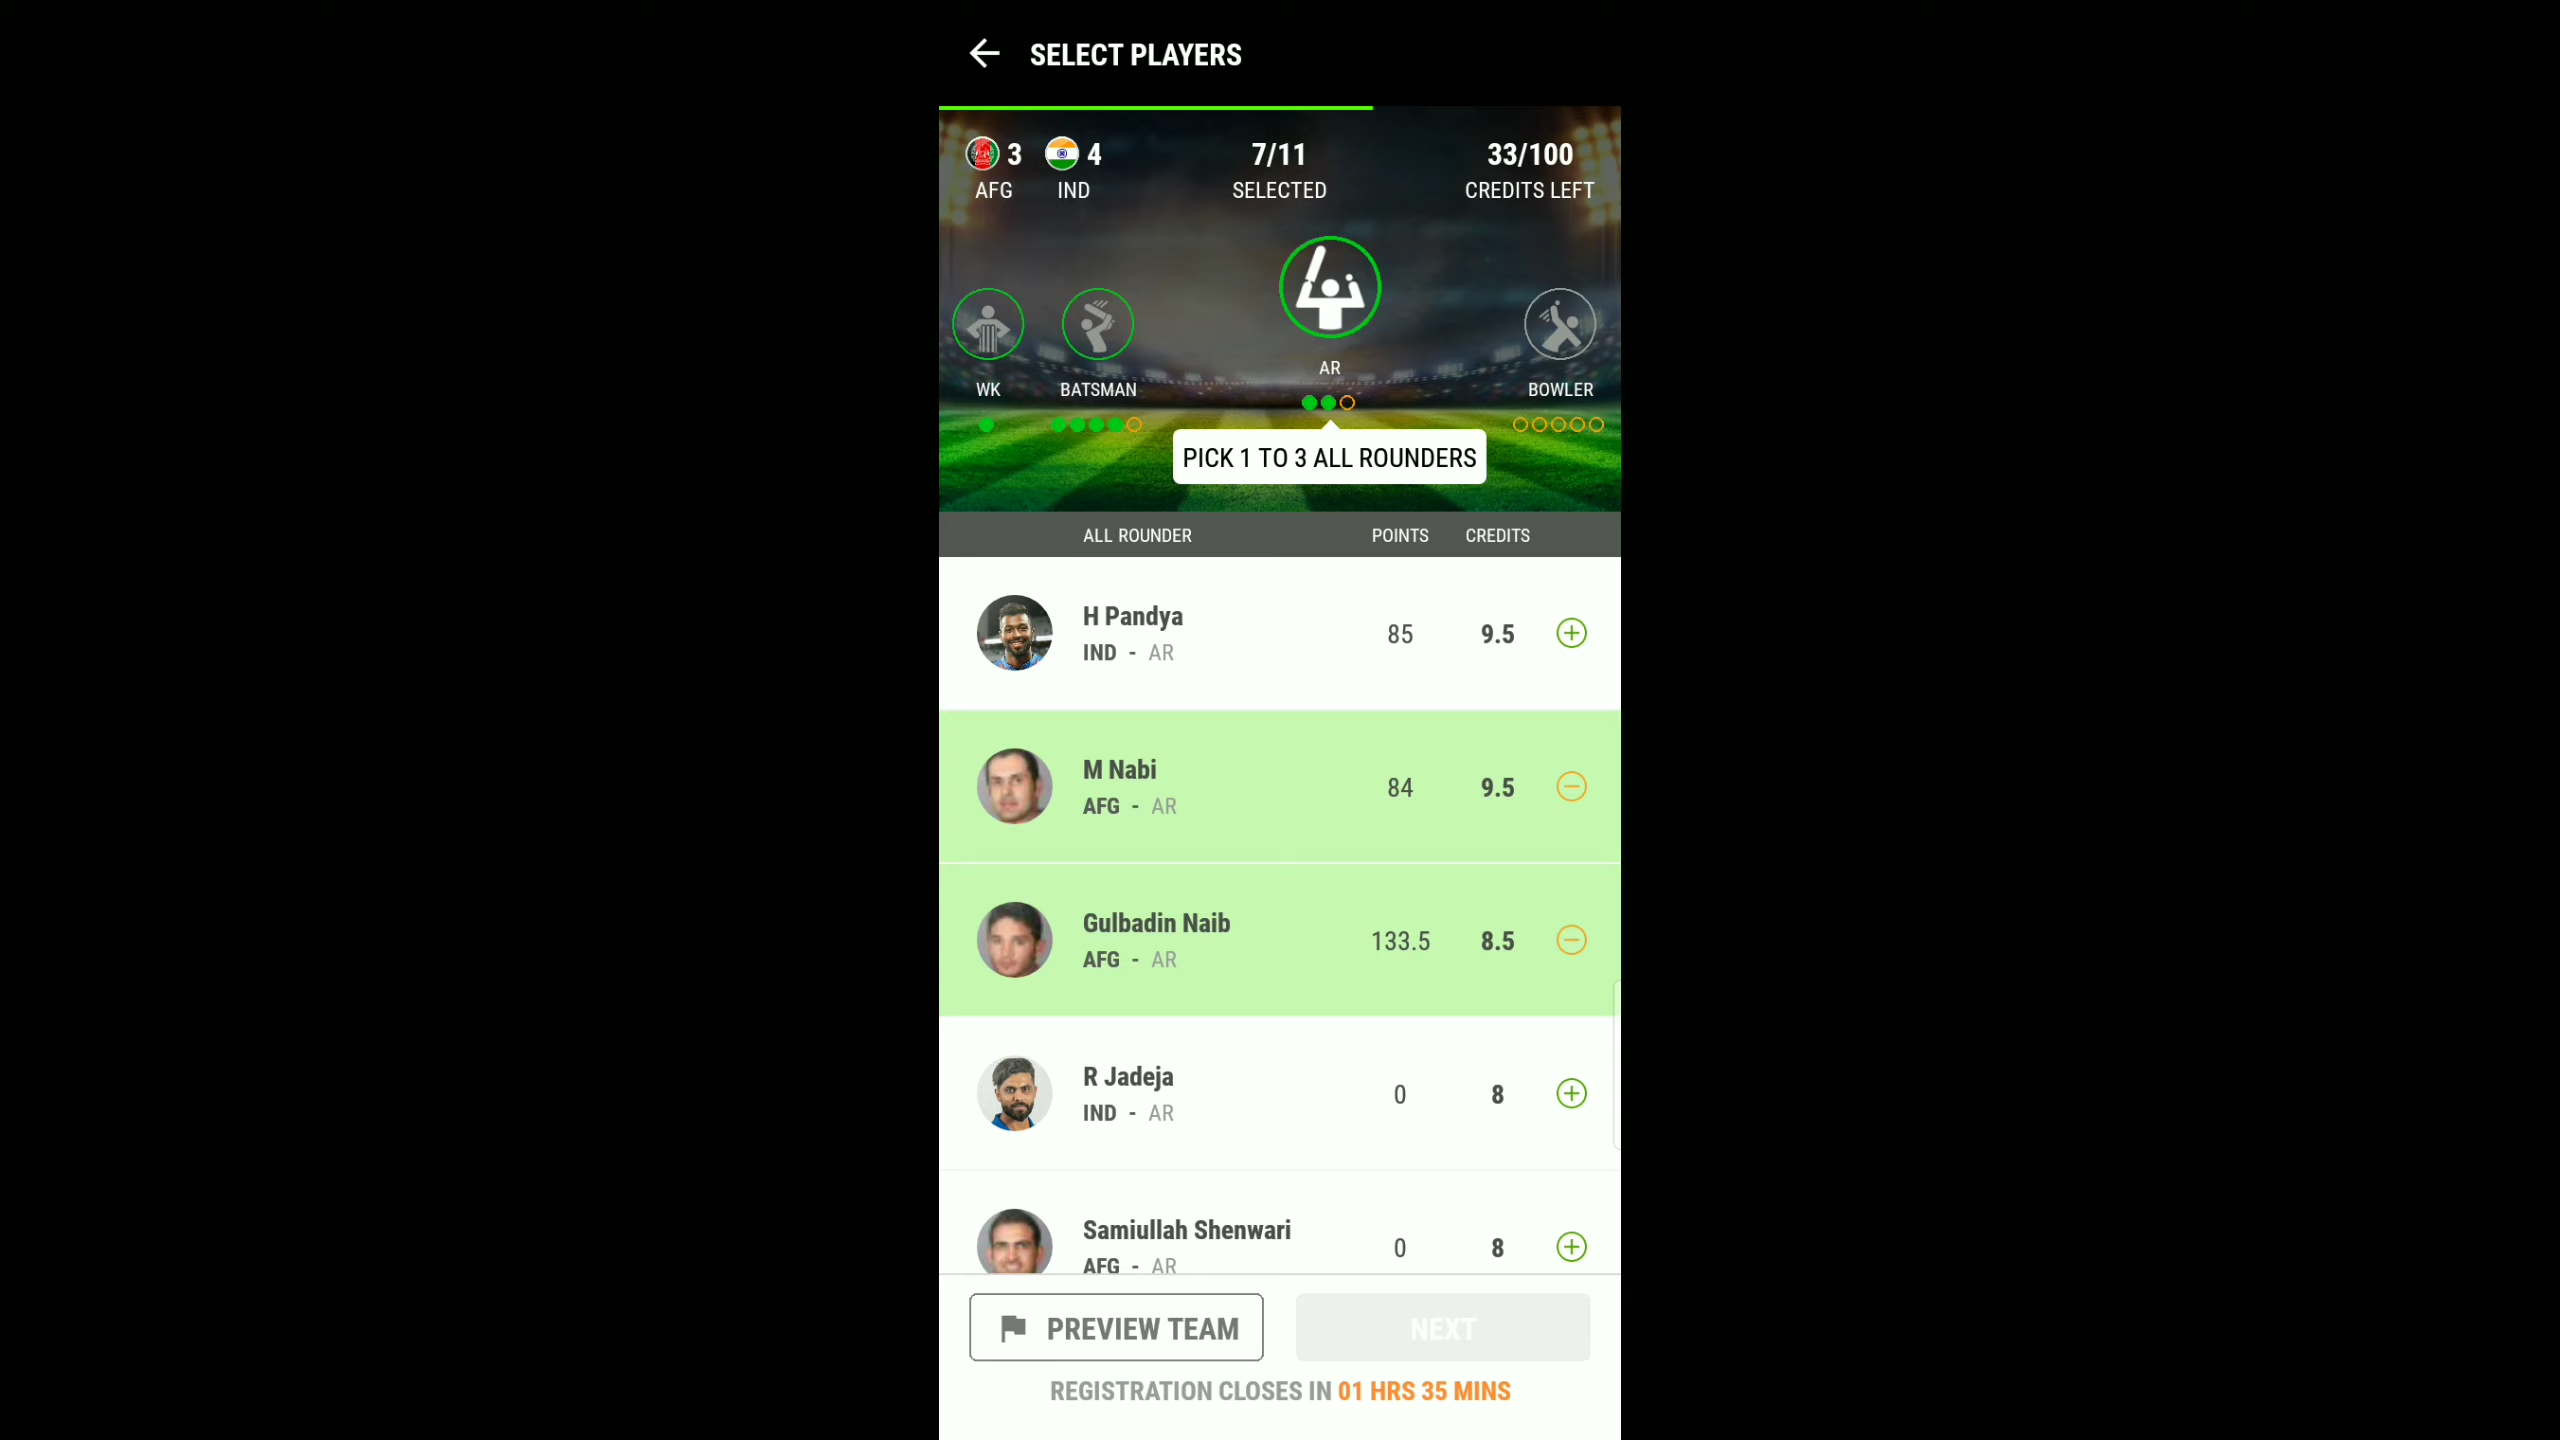 SELECT PLAYERS
3 4 7/11 33/100
AFG IND SELECTED CREDITS LEFT
AR
WK BATSMAN BOWLER
PICK 1 TO 3 ALL ROUNDERS
ALL ROUNDER POINTS CREDITS
H Pandya
IND - AR 85 9.5
M Nabi
AFG - AR 84 9.5
Gulbadin Naib
AFG - AR 133.5 8.5
R Jadeja
IND - AR 0 8
Samiullah Shenwari
AFG - AR 0 8
PREVIEW TEAM NEXT
REGISTRATION CLOSES IN 01 HRS 35 MINS